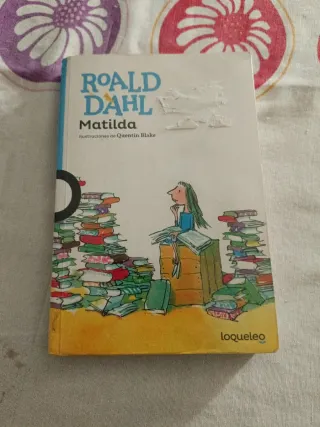 ROALD
DAHL
Matilda
ilustraciones de Quentin Blake
loqueleo